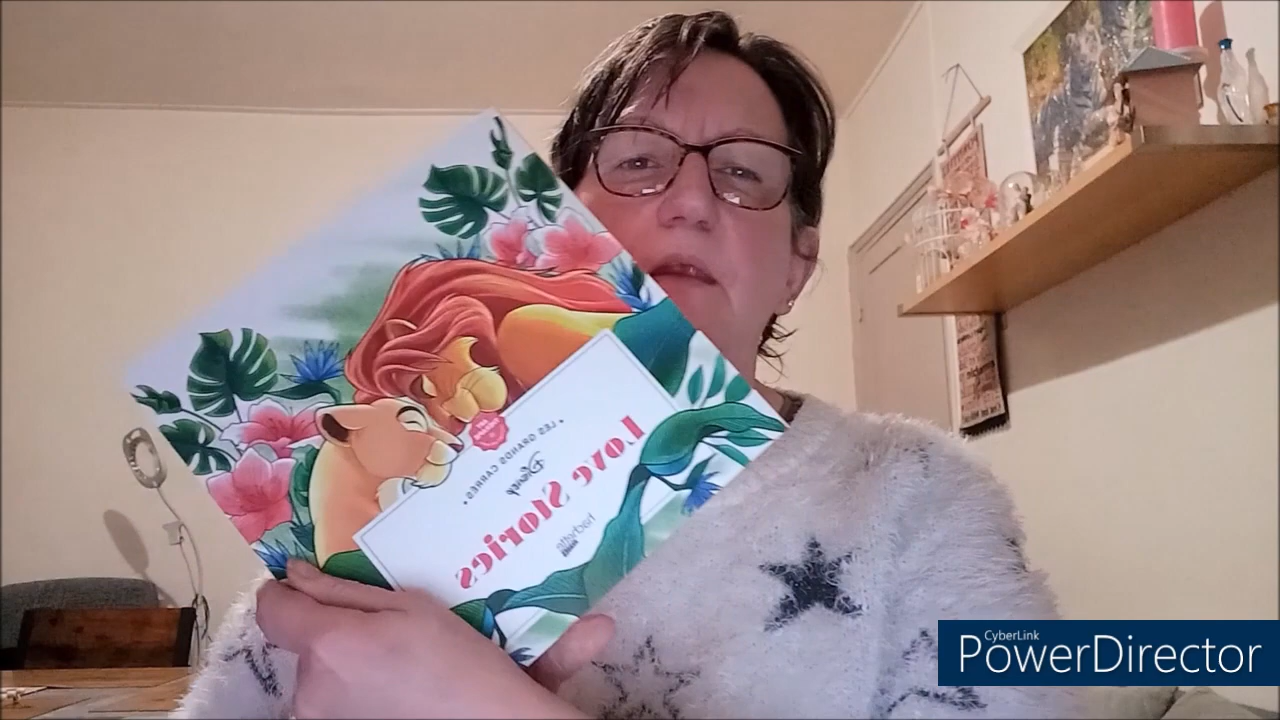 • LES GRANDS CARRÉS •
Disney
Love Stories
hachette
CyberLink
PowerDirector